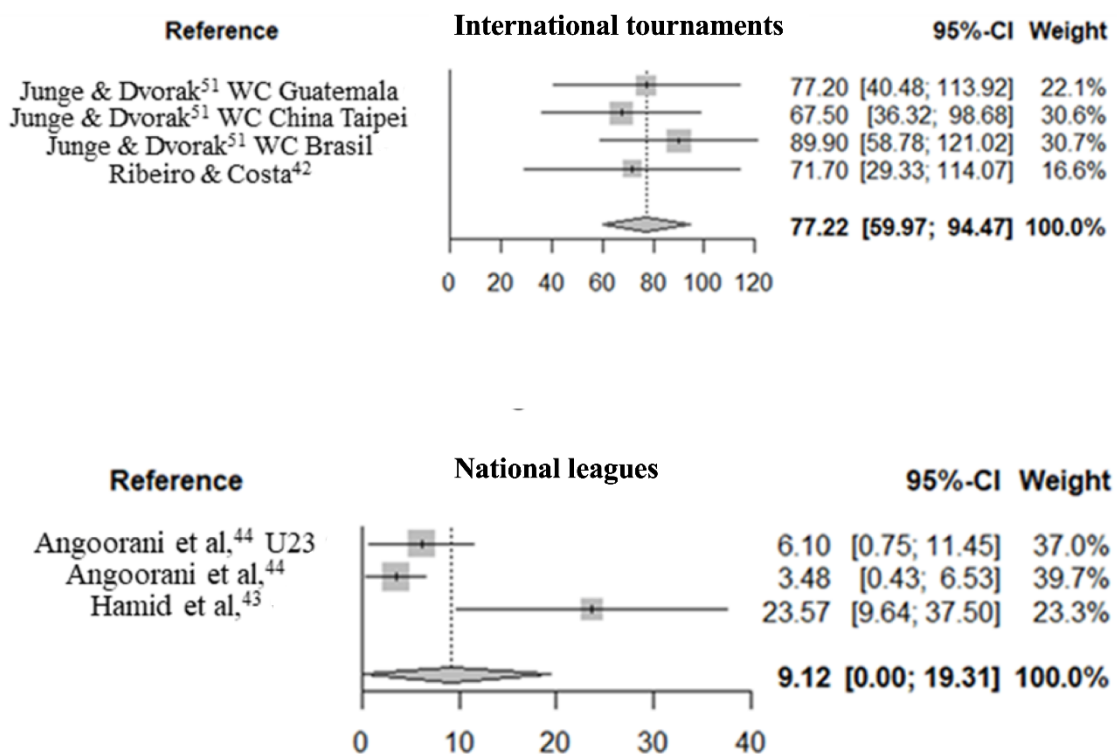 Reference International tournaments 95%-CI Weight
Junge & Dvorak51 WC Guatemala 77.20 [40.48; 113.92] 22.1%
Junge & Dvorak51 WC China Taipei 67.50 [36.32; 98.68] 30.6%
Junge & Dvorak51 WC Brasil 89.90 [58.78; 121.02] 30.7%
Ribeiro & Costa42 71.70 [29.33; 114.07] 16.6%
77.22 [59.97; 94.47] 100.0%
0 20 40 60 80 100 120
Reference National leagues 95%-CI Weight
Angoorani et al,44 U23 6.10 [0.75; 11.45] 37.0%
Angoorani et al,44 3.48 [0.43; 6.53] 39.7%
Hamid et al,43 23.57 [9.64; 37.50] 23.3%
9.12 [0.00; 19.31] 100.0%
0 10 20 30 40